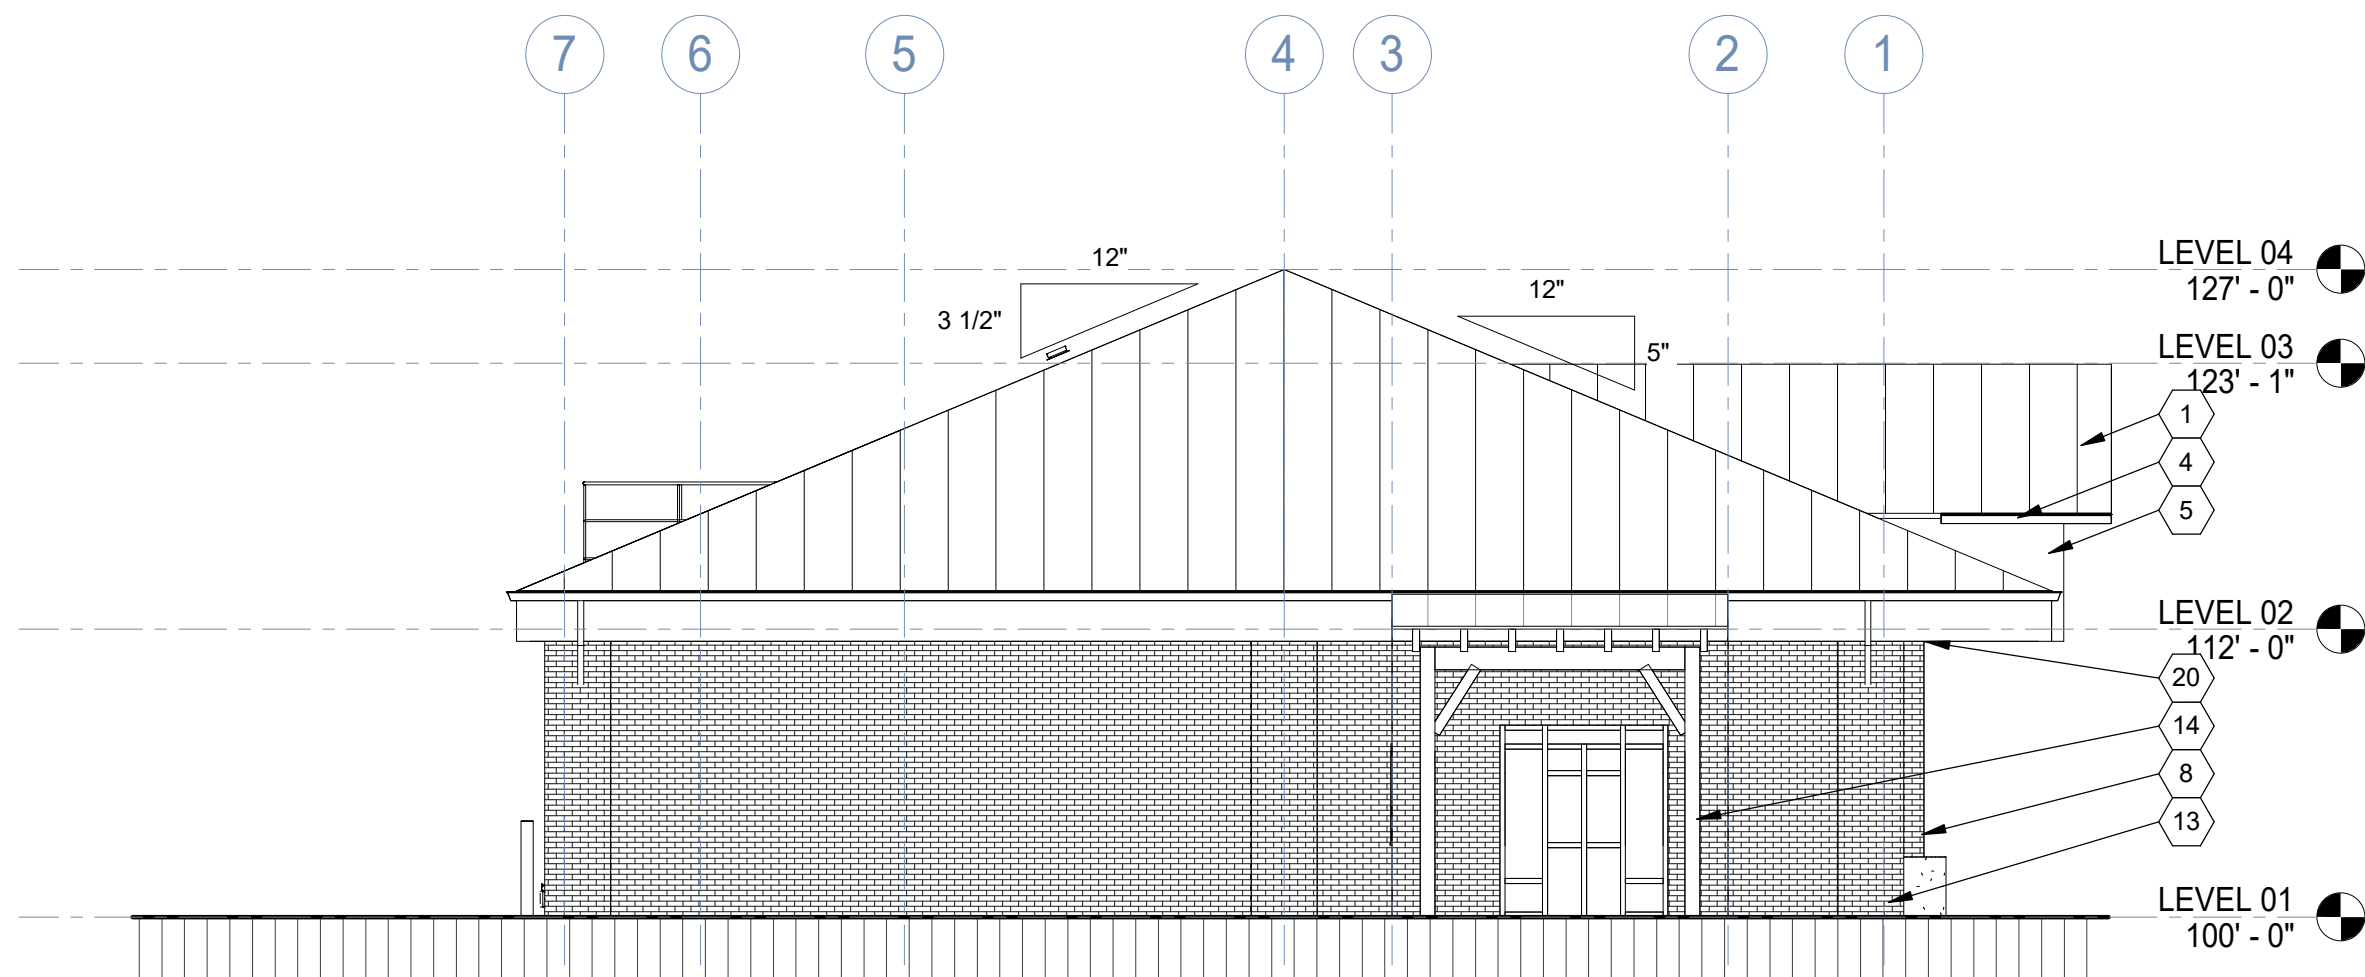 7 6 5 4 3 2 1
12"
3 1/2"
12"
5"
LEVEL 04
127' - 0"
LEVEL 03
123' - 1"
1
4
5
LEVEL 02
112' - 0"
20
14
8
13
LEVEL 01
100' - 0"